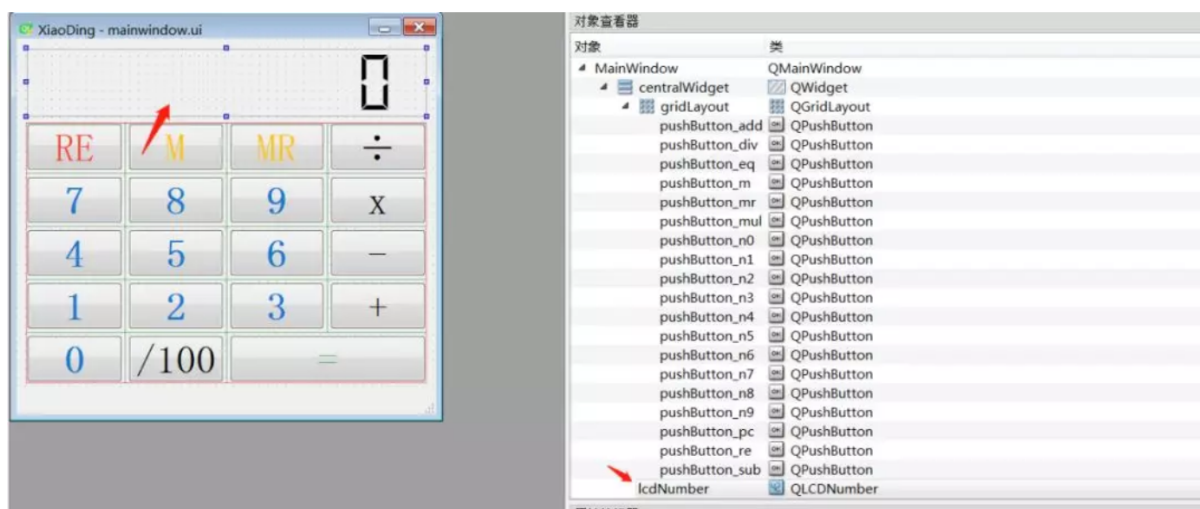 XiaoDing - mainwindow.ui
0
RE M MR ÷
7 8 9 x
4 5 6 −
1 2 3 +
0 /100 =
对象查看器
对象 类
MainWindow QMainWindow
centralWidget QWidget
gridLayout QGridLayout
pushButton_add QPushButton
pushButton_div QPushButton
pushButton_eq QPushButton
pushButton_m QPushButton
pushButton_mr QPushButton
pushButton_mul QPushButton
pushButton_n0 QPushButton
pushButton_n1 QPushButton
pushButton_n2 QPushButton
pushButton_n3 QPushButton
pushButton_n4 QPushButton
pushButton_n5 QPushButton
pushButton_n6 QPushButton
pushButton_n7 QPushButton
pushButton_n8 QPushButton
pushButton_n9 QPushButton
pushButton_pc QPushButton
pushButton_re QPushButton
pushButton_sub QPushButton
lcdNumber QLCDNumber